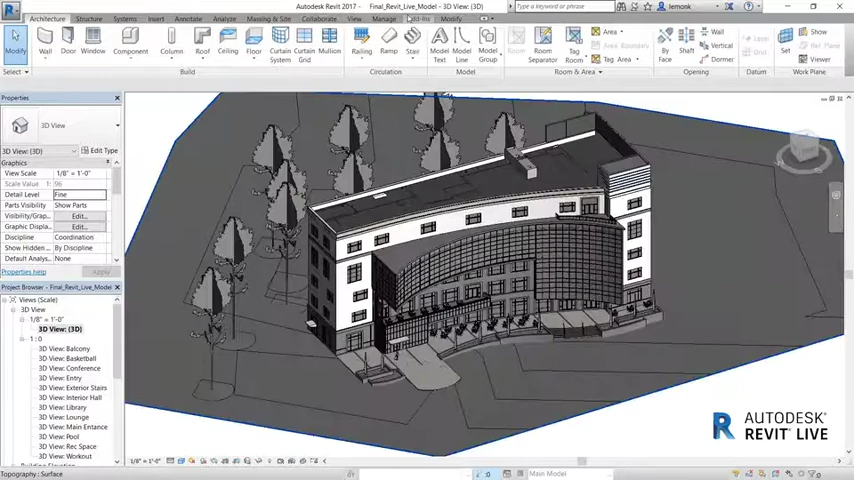 Autodesk Revit 2017 - Final_Revit_Live_Model - 3D View: {3D}
Type a keyword or phrase
lemonk
Architecture Structure Systems Insert Annotate Analyze Massing & Site Collaborate View Manage Add-Ins Modify
Modify
Wall Door Window Component Column Roof Ceiling Floor Curtain System Curtain Grid Mullion
Railing Ramp Stair
Model Text Model Line Model Group
Room Room Separator Tag Room
Area
Area Boundary
Tag Area
By Face Shaft
Wall
Vertical
Dormer
Level
Grid
Set
Show
Viewer
Select Build Circulation Model Room & Area Opening Datum Work Plane
Properties
3D View
3D View: {3D}
Edit Type
Graphics
View Scale 1/8" = 1'-0"
Scale Value 1: 96
Detail Level Fine
Parts Visibility Show Parts
Visibility/Grap... Edit...
Graphic Displa... Edit...
Discipline Coordination
Show Hidden ... By Discipline
Default Analys... None
Properties help
Apply
Project Browser - Final_Revit_Live_Model
Views (Scale)
3D View
1/8" = 1'-0"
3D View: {3D}
1 : 0
3D View: Balcony
3D View: Basketball
3D View: Conference
3D View: Entry
3D View: Exterior Stairs
3D View: Interior Hall
3D View: Library
3D View: Lounge
3D View: Main Entrance
3D View: Pool
3D View: Rec Space
3D View: Workout
Building Elevation
AUTODESK®
REVIT® LIVE
1/8" = 1'-0"
Topography : Surface
:0
Main Model